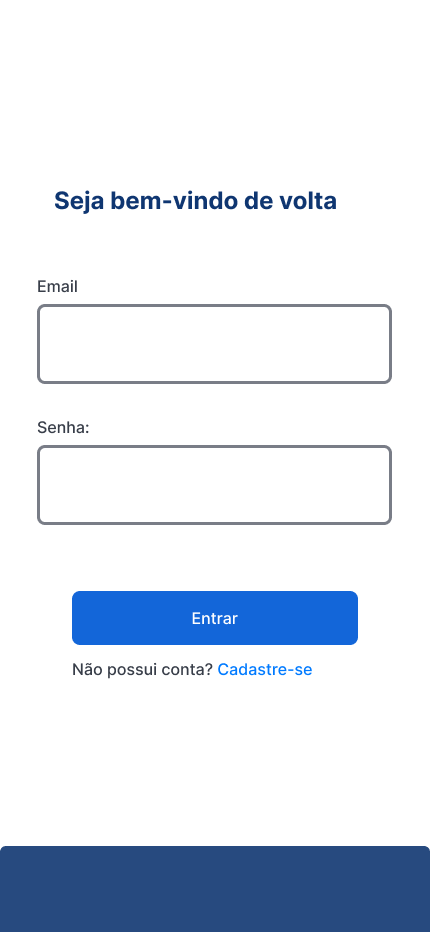 Seja bem-vindo de volta
Email
Senha:
Entrar
Não possui conta? Cadastre-se